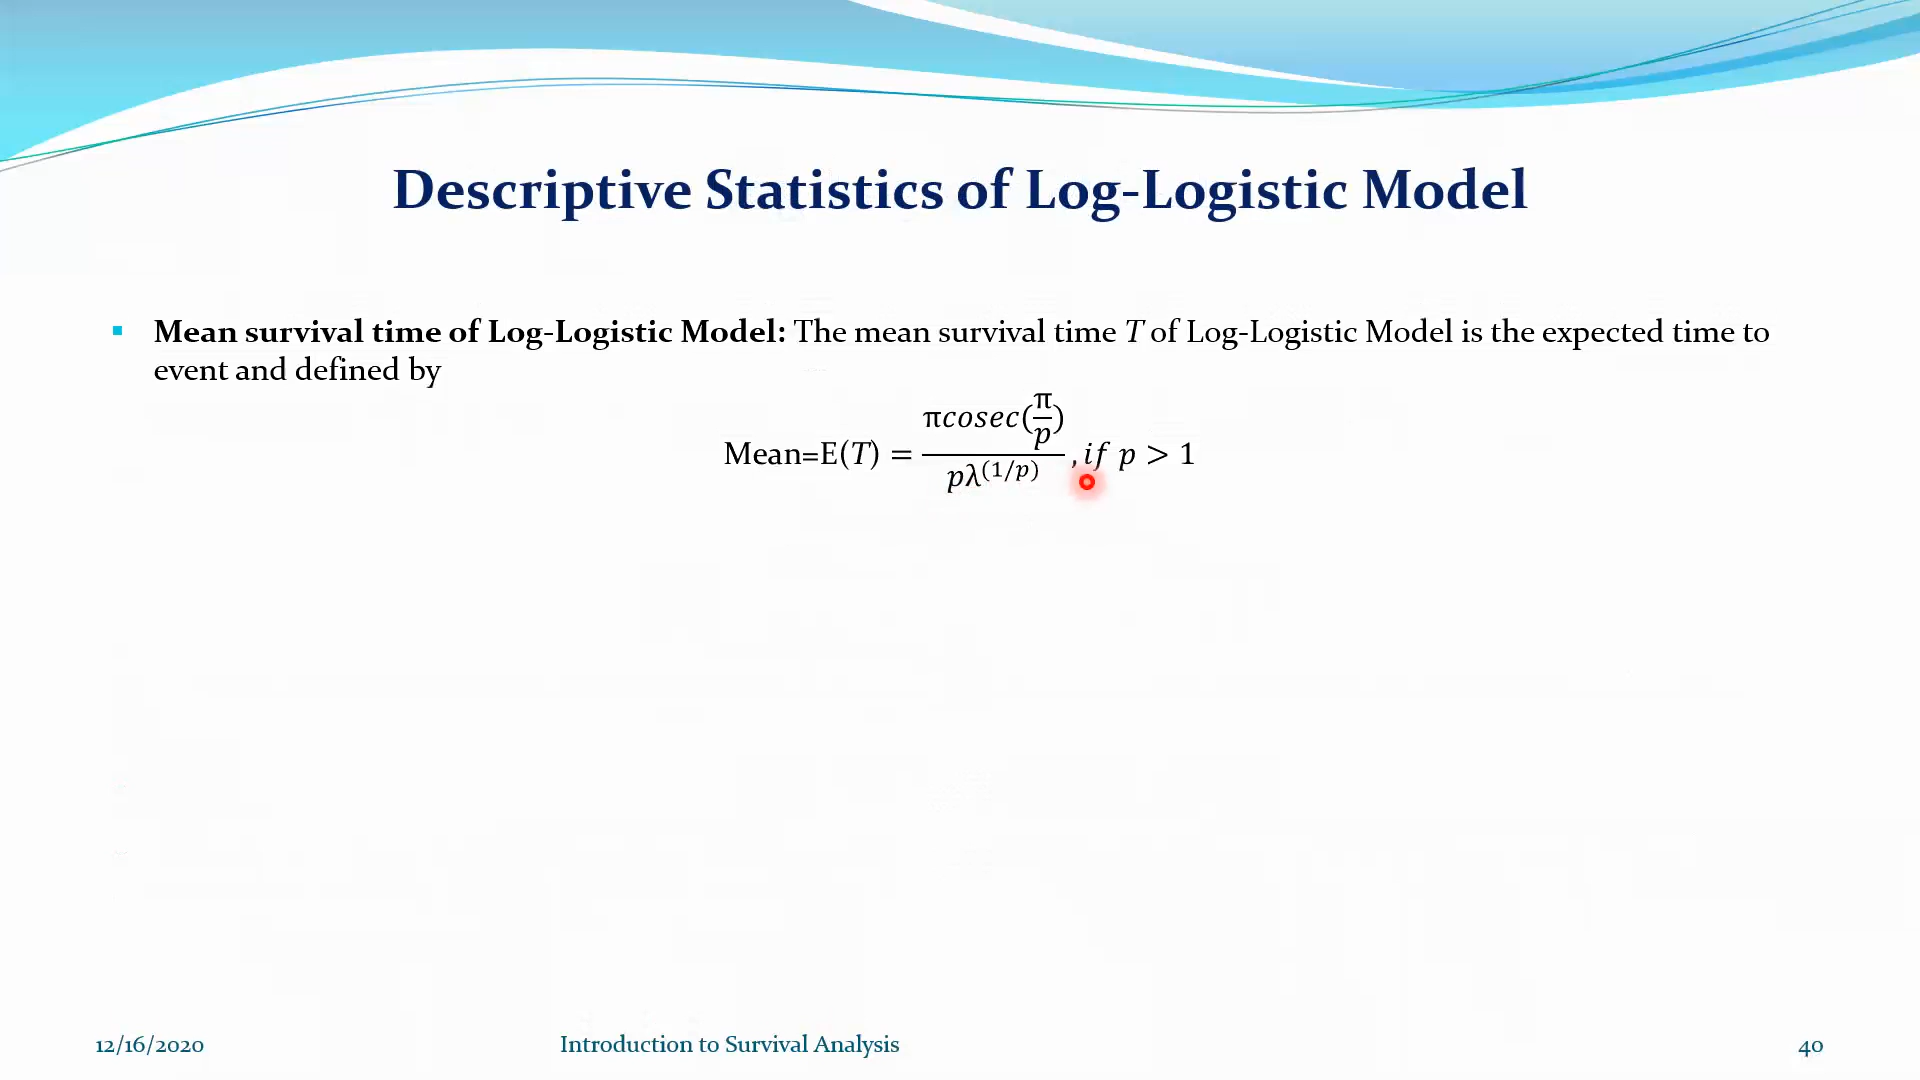 Descriptive Statistics of Log-Logistic Model
▪ Mean survival time of Log-Logistic Model: The mean survival time T of Log-Logistic Model is the expected time to
event and defined by
Mean=E(T) = πcosec(π/p) / pλ^(1/p) , if p > 1
12/16/2020 Introduction to Survival Analysis 40